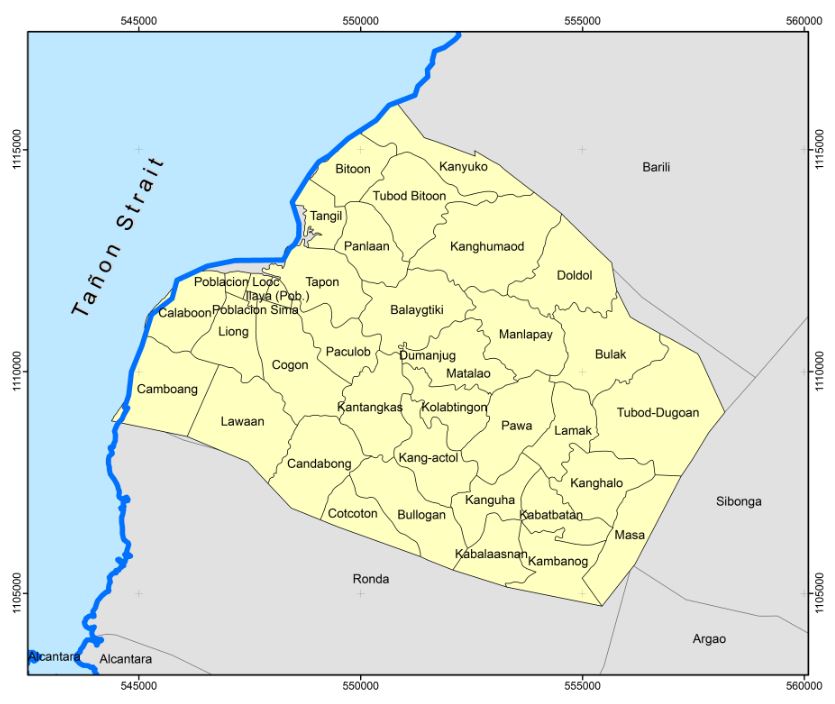 545000
550000
555000
560000
1115000
1115000
Barili
Bitoon
Kanyuko
Tubod Bitoon
Tangil
Tañon Strait
Panlaan
Kanghumaod
Doldol
Poblacion Looc
Tapon
Ilaya (Pob.)
Calaboon
Poblacion Sima
Balaygtiki
Liong
Manlapay
Paculob
Dumanjug
Bulak
Cogon
Matalao
1110000
1110000
Camboang
Kantangkas
Kolabtingon
Tubod-Dugoan
Lawaan
Pawa
Lamak
Kang-actol
Candabong
Kanghalo
Kanguha
Sibonga
Cotcoton
Bullogan
Kabatbatan
Masa
Kabalaasnan
Kambanog
Ronda
1105000
1105000
Argao
Alcantara
Alcantara
545000
550000
555000
560000